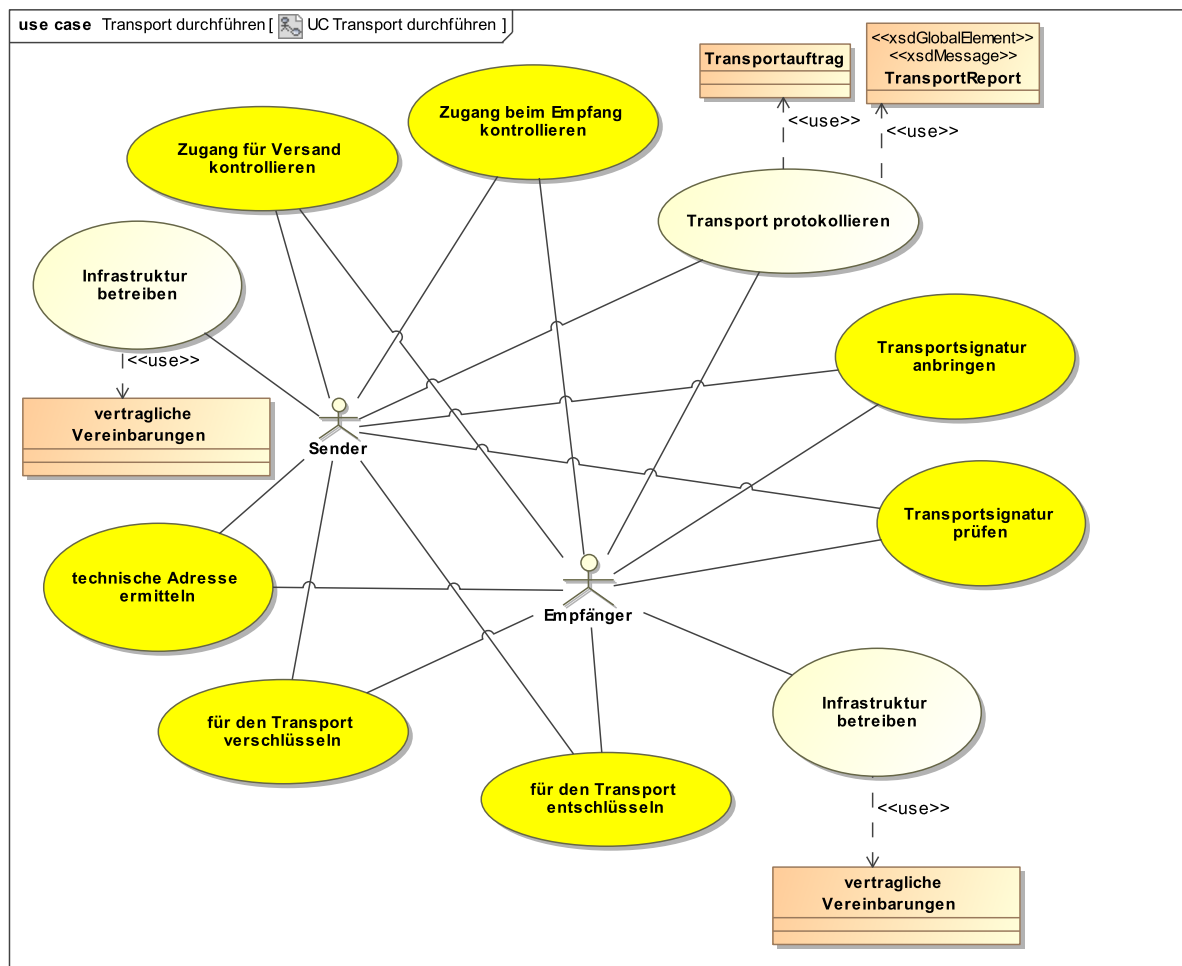 use case Transport durchführen [ UC Transport durchführen ]
<<xsdGlobalElement>>
<<xsdMessage>>
TransportReport
Transportauftrag
<<use>>
<<use>>
Zugang beim Empfang
kontrollieren
Zugang für Versand
kontrollieren
Transport protokollieren
Infrastruktur
betreiben
<<use>>
Transportsignatur
anbringen
vertragliche
Vereinbarungen
Sender
Transportsignatur
prüfen
technische Adresse
ermitteln
Empfänger
für den Transport
verschlüsseln
Infrastruktur
betreiben
für den Transport
entschlüsseln
<<use>>
vertragliche
Vereinbarungen